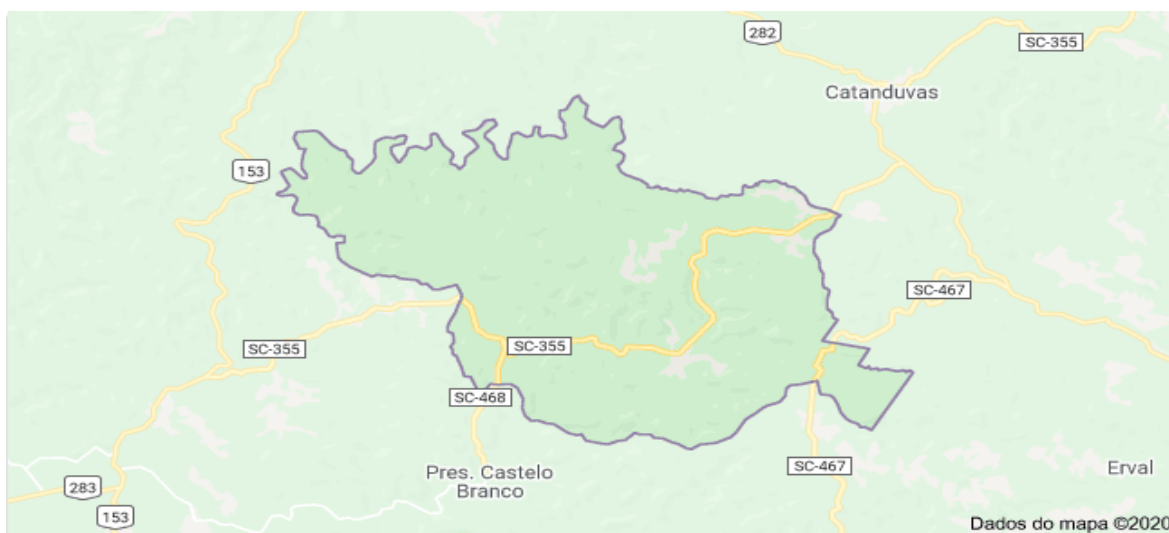 282
SC-355
Catanduvas
153
SC-467
SC-355
SC-355
SC-468
Pres. Castelo
Branco
SC-467
Erval
283
153
Dados do mapa ©2020